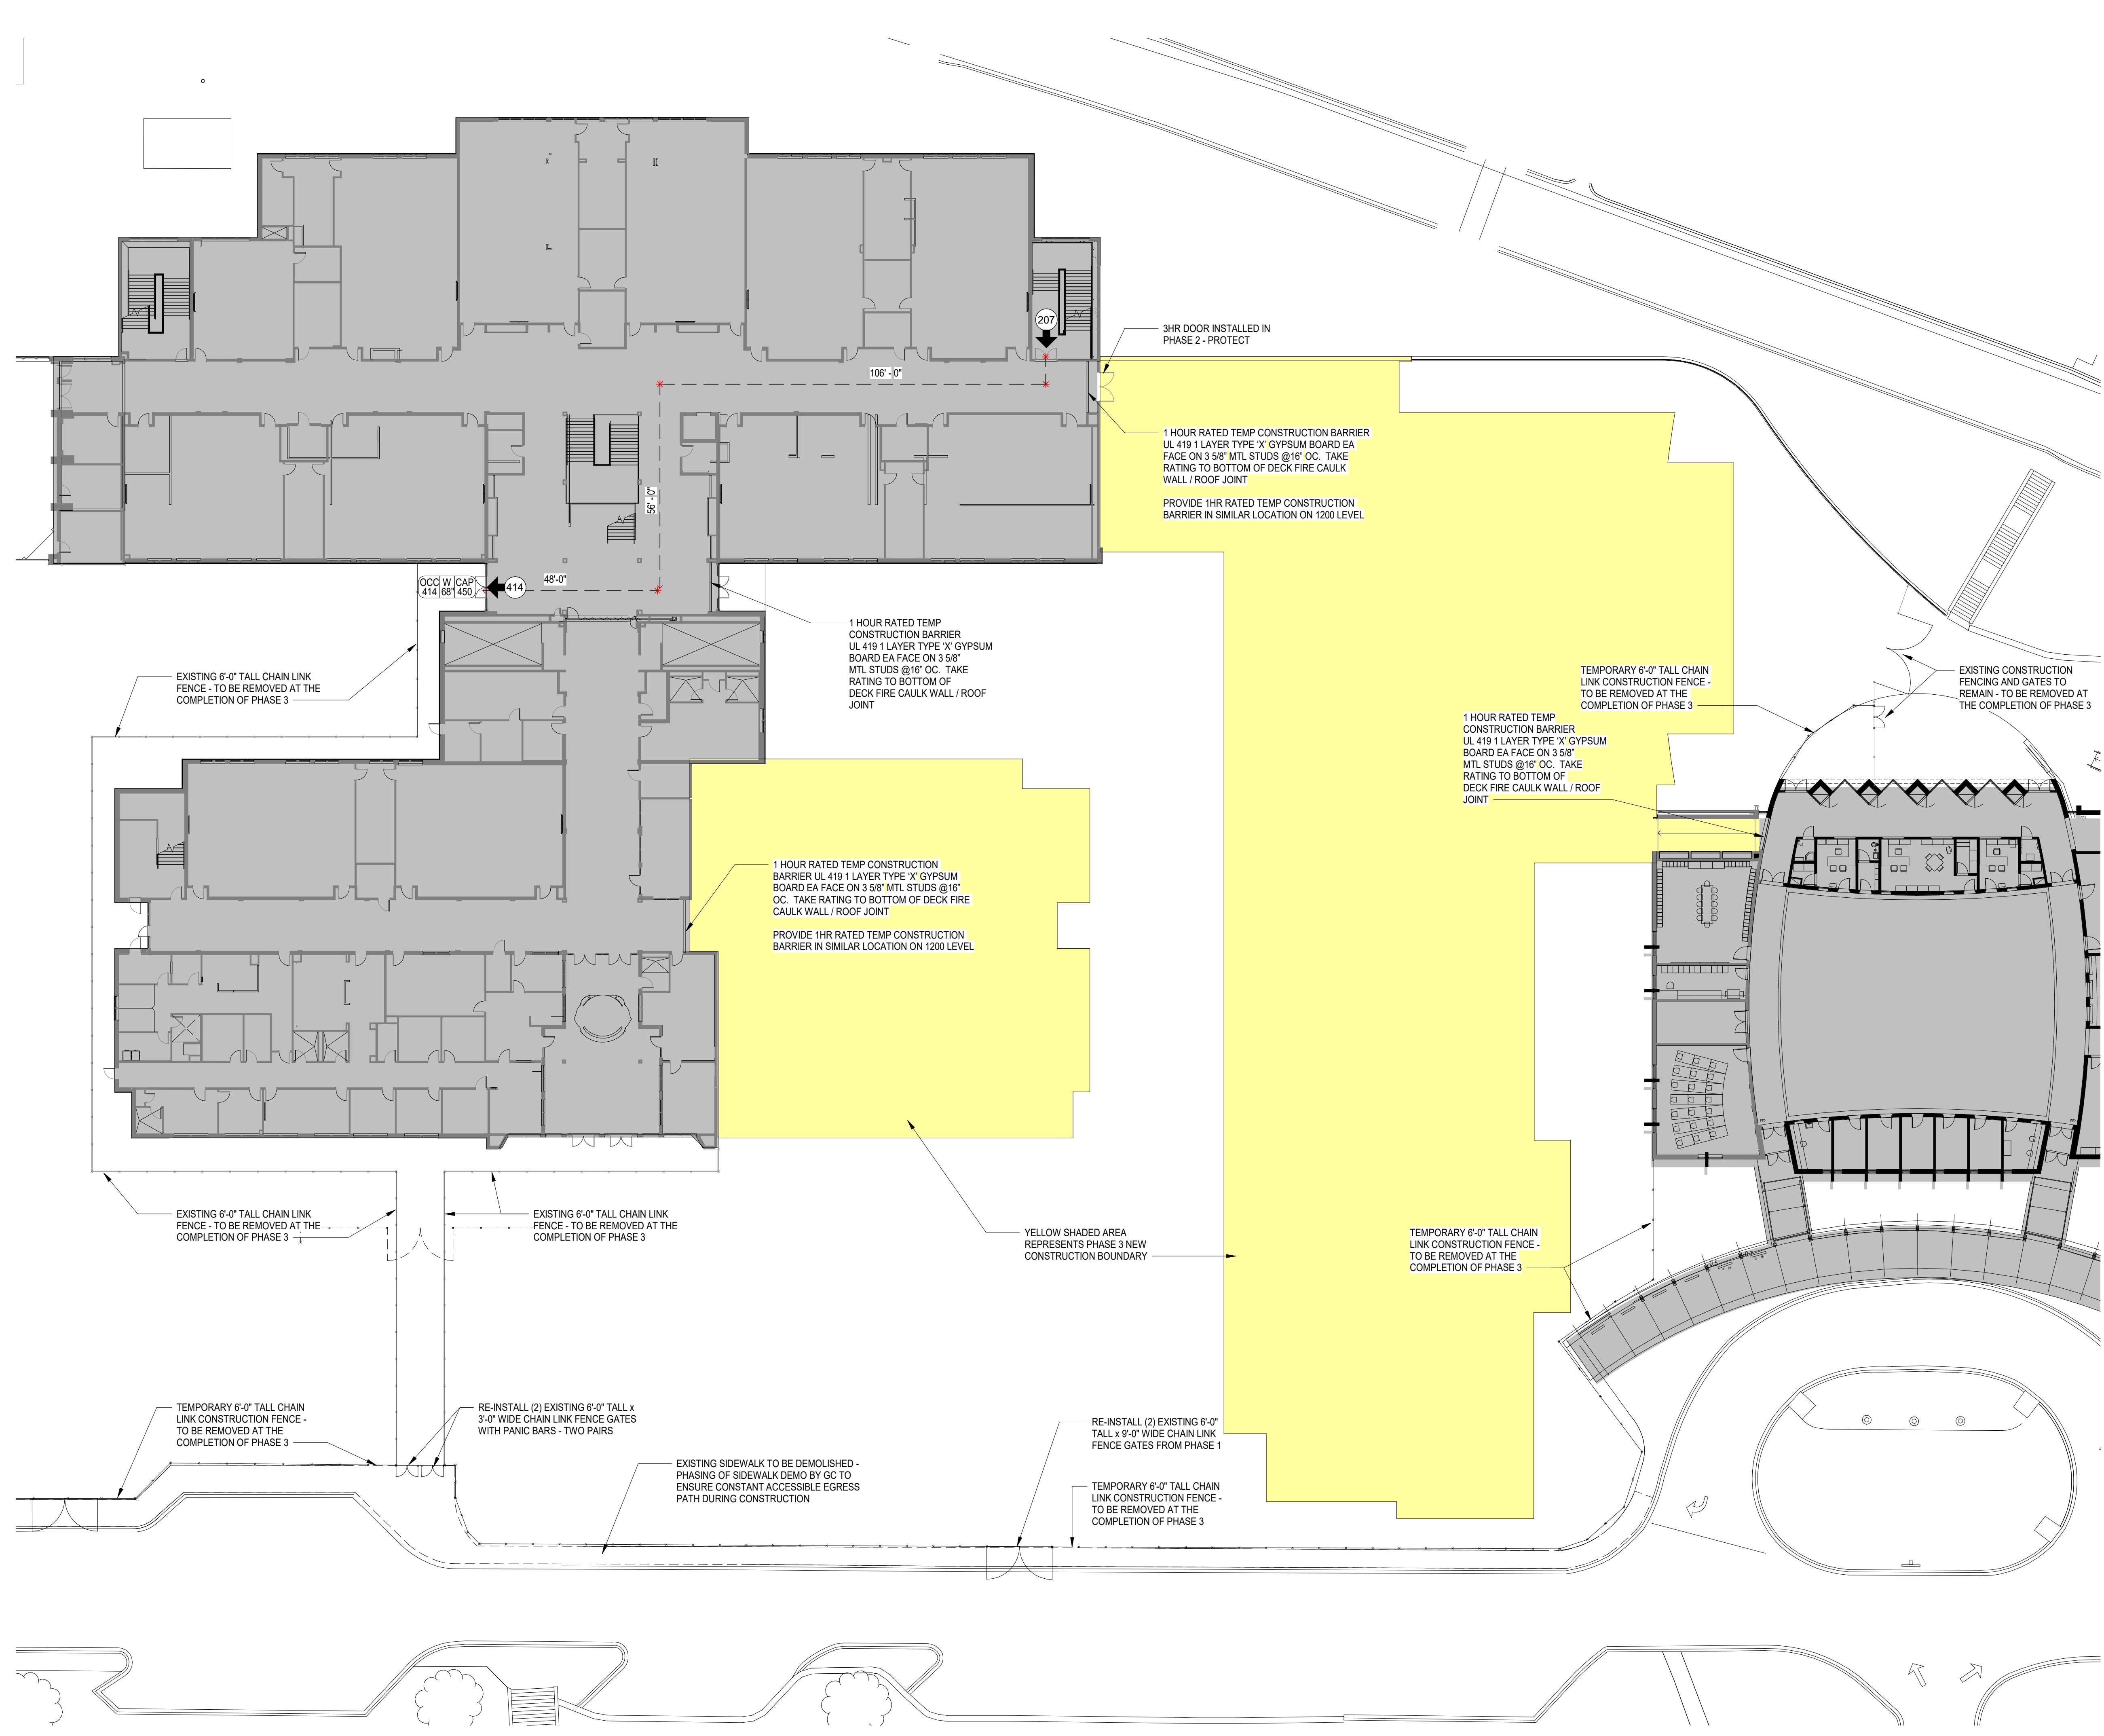 207
3HR DOOR INSTALLED IN
PHASE 2 - PROTECT
106' - 0"
1 HOUR RATED TEMP CONSTRUCTION BARRIER
UL 419 1 LAYER TYPE 'X' GYPSUM BOARD EA
FACE ON 3 5/8" MTL STUDS @16" OC. TAKE
RATING TO BOTTOM OF DECK FIRE CAULK
WALL / ROOF JOINT
PROVIDE 1HR RATED TEMP CONSTRUCTION
BARRIER IN SIMILAR LOCATION ON 1200 LEVEL
56' - 0"
OCC W CAP
414 68" 450
414
48'-0"
1 HOUR RATED TEMP
CONSTRUCTION BARRIER
UL 419 1 LAYER TYPE 'X' GYPSUM
BOARD EA FACE ON 3 5/8"
MTL STUDS @16" OC. TAKE
RATING TO BOTTOM OF
DECK FIRE CAULK WALL / ROOF
JOINT
EXISTING 6'-0" TALL CHAIN LINK
FENCE - TO BE REMOVED AT THE
COMPLETION OF PHASE 3
TEMPORARY 6'-0" TALL CHAIN
LINK CONSTRUCTION FENCE -
TO BE REMOVED AT THE
COMPLETION OF PHASE 3
EXISTING CONSTRUCTION
FENCING AND GATES TO
REMAIN - TO BE REMOVED AT
THE COMPLETION OF PHASE 3
1 HOUR RATED TEMP
CONSTRUCTION BARRIER
UL 419 1 LAYER TYPE 'X' GYPSUM
BOARD EA FACE ON 3 5/8"
MTL STUDS @16" OC. TAKE
RATING TO BOTTOM OF
DECK FIRE CAULK WALL / ROOF
JOINT
1 HOUR RATED TEMP CONSTRUCTION
BARRIER UL 419 1 LAYER TYPE 'X' GYPSUM
BOARD EA FACE ON 3 5/8" MTL STUDS @16"
OC. TAKE RATING TO BOTTOM OF DECK FIRE
CAULK WALL / ROOF JOINT
PROVIDE 1HR RATED TEMP CONSTRUCTION
BARRIER IN SIMILAR LOCATION ON 1200 LEVEL
EXISTING 6'-0" TALL CHAIN LINK
FENCE - TO BE REMOVED AT THE
COMPLETION OF PHASE 3
EXISTING 6'-0" TALL CHAIN LINK
FENCE - TO BE REMOVED AT THE
COMPLETION OF PHASE 3
YELLOW SHADED AREA
REPRESENTS PHASE 3 NEW
CONSTRUCTION BOUNDARY
TEMPORARY 6'-0" TALL CHAIN
LINK CONSTRUCTION FENCE -
TO BE REMOVED AT THE
COMPLETION OF PHASE 3
TEMPORARY 6'-0" TALL CHAIN
LINK CONSTRUCTION FENCE -
TO BE REMOVED AT THE
COMPLETION OF PHASE 3
RE-INSTALL (2) EXISTING 6'-0" TALL x
3'-0" WIDE CHAIN LINK FENCE GATES
WITH PANIC BARS - TWO PAIRS
RE-INSTALL (2) EXISTING 6'-0"
TALL x 9'-0" WIDE CHAIN LINK
FENCE GATES FROM PHASE 1
EXISTING SIDEWALK TO BE DEMOLISHED -
PHASING OF SIDEWALK DEMO BY GC TO
ENSURE CONSTANT ACCESSIBLE EGRESS
PATH DURING CONSTRUCTION
TEMPORARY 6'-0" TALL CHAIN
LINK CONSTRUCTION FENCE -
TO BE REMOVED AT THE
COMPLETION OF PHASE 3